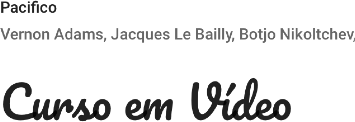 Pacifico
Vernon Adams, Jacques Le Bailly, Botjo Nikoltchev,
Curso em Vídeo